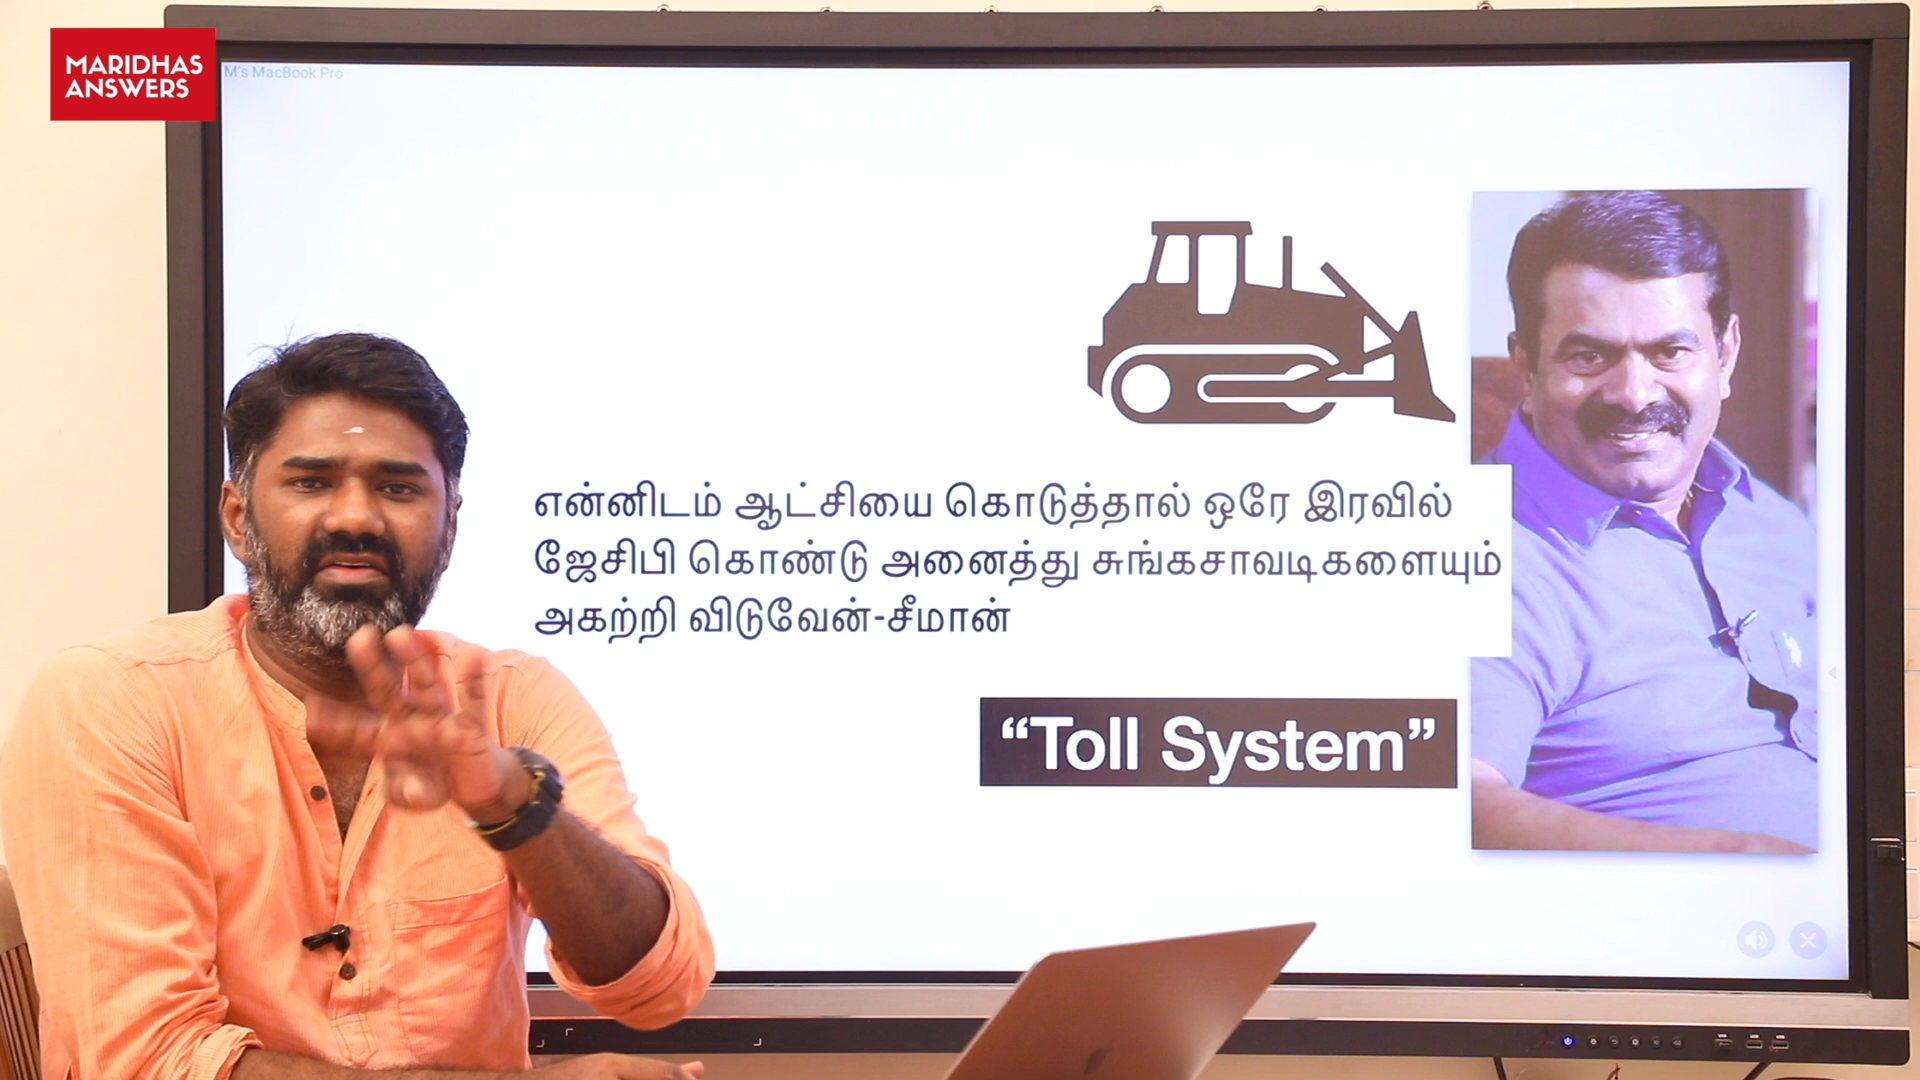 MARIDHAS
ANSWERS
M's MacBook Pro
என்னிடம் ஆட்சியை கொடுத்தால் ஒரே இரவில்
ஜேசிபி கொண்டு அனைத்து சுங்கசாவடிகளையும்
அகற்றி விடுவேன்-சீமான்
“Toll System”